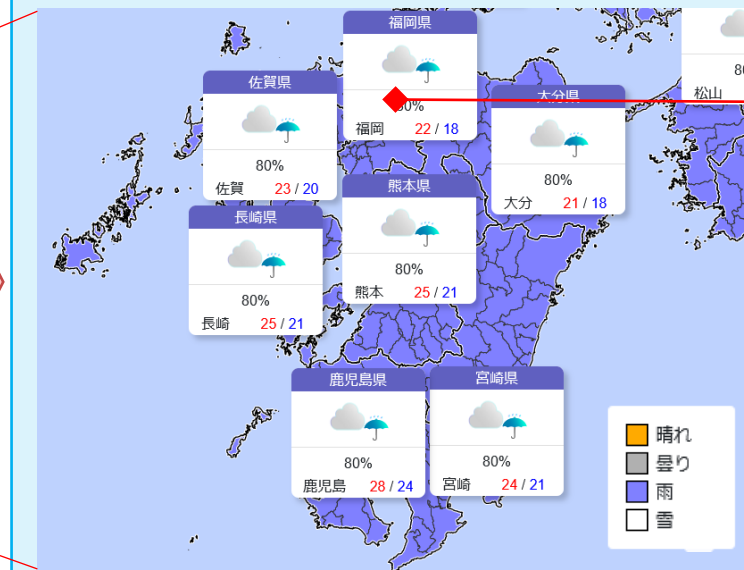 福岡県
福岡 22 / 18
佐賀県
80%
佐賀 23 / 20
大分県
80%
大分 21 / 18
松山
熊本県
80%
熊本 25 / 21
長崎県
80%
長崎 25 / 21
鹿児島県
80%
鹿児島 28 / 24
宮崎県
80%
宮崎 24 / 21
晴れ
曇り
雨
雪